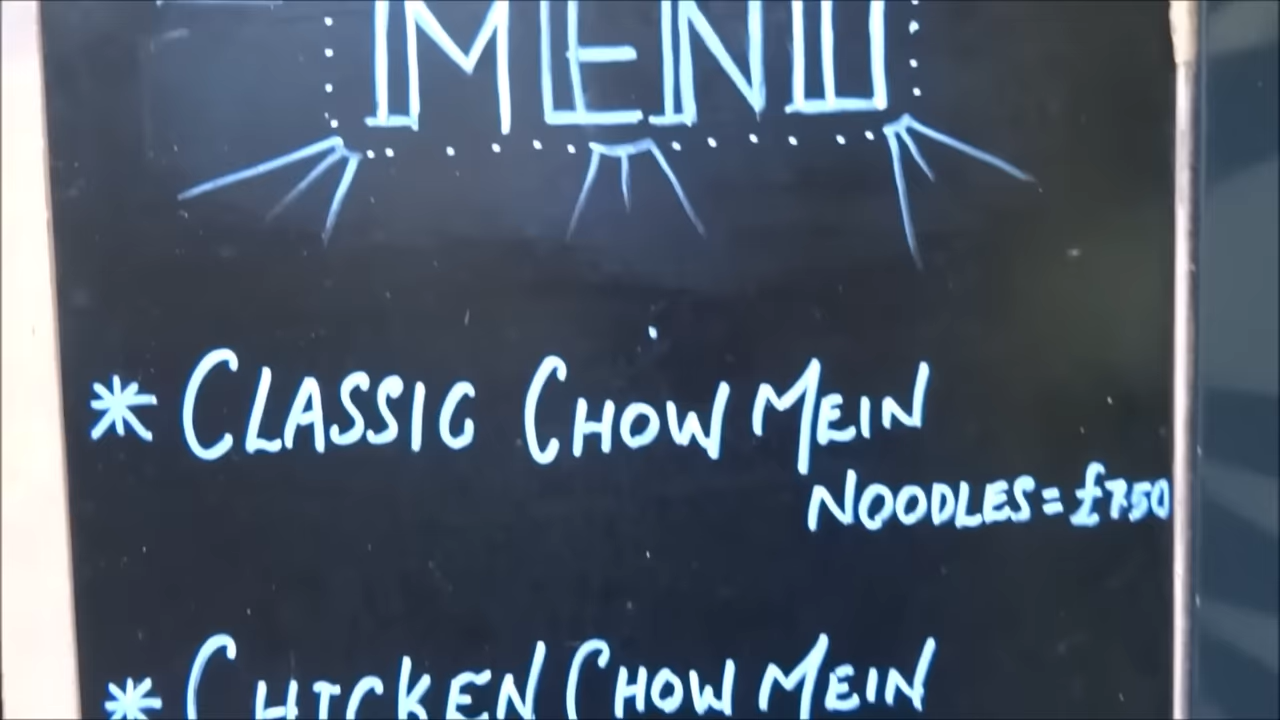 MENU
* CLASSIC CHOW MEIN
NOODLES = £7.50
* CHICKEN CHOW MEIN